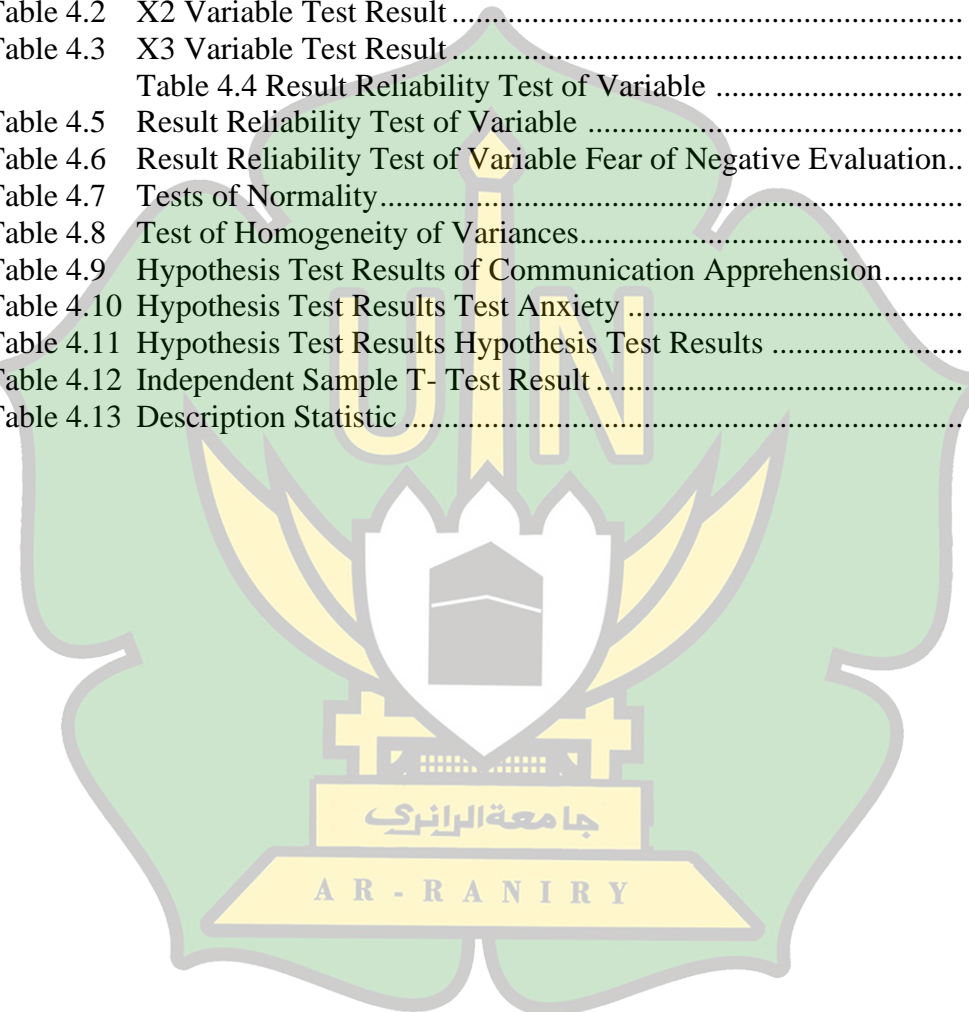 Table 4.2 X2 Variable Test Result ............................................................
Table 4.3 X3 Variable Test Result ............................................................
Table 4.4 Result Reliability Test of Variable .............................
Table 4.5 Result Reliability Test of Variable ............................................
Table 4.6 Result Reliability Test of Variable Fear of Negative Evaluation..
Table 4.7 Tests of Normality.....................................................................
Table 4.8 Test of Homogeneity of Variances.............................................
Table 4.9 Hypothesis Test Results of Communication Apprehension..........
Table 4.10 Hypothesis Test Results Test Anxiety .......................................
Table 4.11 Hypothesis Test Results Hypothesis Test Results ......................
Table 4.12 Independent Sample T- Test Result ...........................................
Table 4.13 Description Statistic ..................................................................
UIN
جامعة الرانري
AR-RANIRY